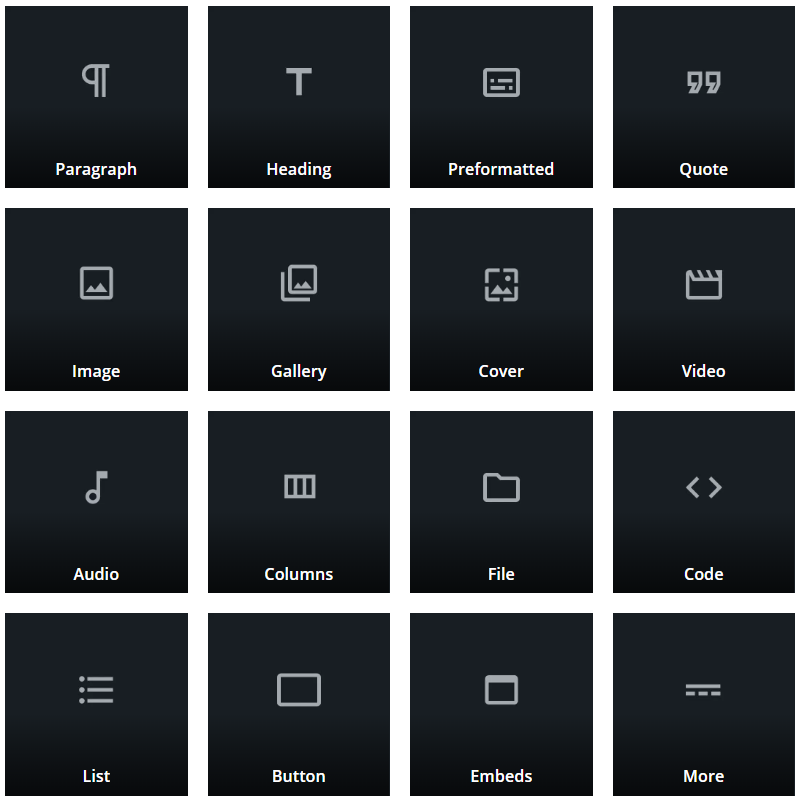 Paragraph
Heading
Preformatted
Quote
Image
Gallery
Cover
Video
Audio
Columns
File
Code
List
Button
Embeds
More